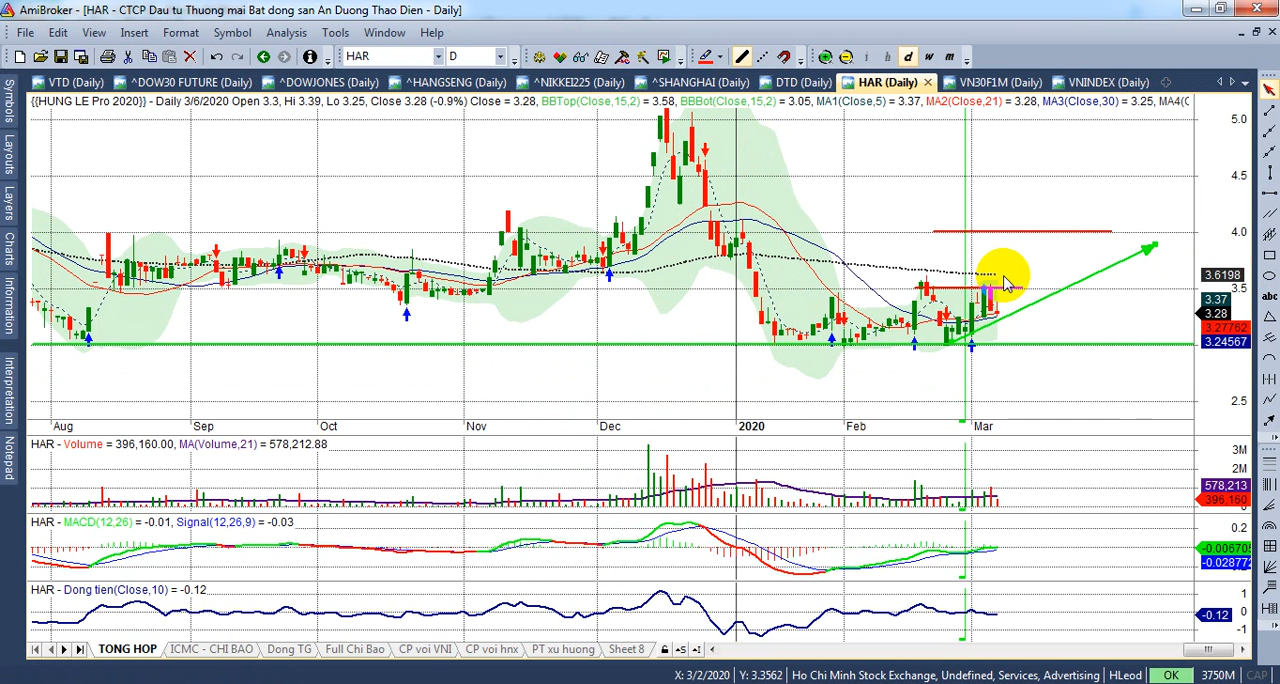 AmiBroker - [HAR - CTCP Dau tu Thuong mai Bat dong san An Duong Thao Dien - Daily]
File Edit View Insert Format Symbol Analysis Tools Window Help
HAR D i h d w m
VTD (Daily) ^DOW30 FUTURE (Daily) ^DOWJONES (Daily) ^HANGSENG (Daily) ^NIKKEI225 (Daily) ^SHANGHAI (Daily) DTD (Daily) HAR (Daily) VN30F1M (Daily) VNINDEX (Daily)
{{HUNG LE Pro 2020}} - Daily 3/6/2020 Open 3.3, Hi 3.39, Lo 3.25, Close 3.28 (-0.9%) Close = 3.28, BBTop(Close,15,2) = 3.58, BBBot(Close,15,2) = 3.05, MA1(Close,5) = 3.37, MA2(Close,21) = 3.28, MA3(Close,30) = 3.25, MA4(C
Symbols
Layouts
Layers
Charts
Information
Interpretation
Notepad
abc
5.0
4.5
4.0
3.6198
3.5
3.37
3.28
3.27762
3.24567
2.5
Aug Sep Oct Nov Dec 2020 Feb Mar
HAR - Volume = 396,160.00, MA(Volume,21) = 578,212.88
3M
2M
578,213
396,160
HAR - MACD(12,26) = -0.01, Signal(12,26,9) = -0.03
0.2
-0.006705
-0.028772
HAR - Dong tien(Close,10) = -0.12
1
0
-0.12
-1
TONG HOP ICMC - CHI BAO Dong TG Full Chi Bao CP voi VNI CP voi hnx PT xu huong Sheet 8
X: 3/2/2020 Y: 3.3562 Ho Chi Minh Stock Exchange, Undefined, Services, Advertising HLeod OK 3750M CAP